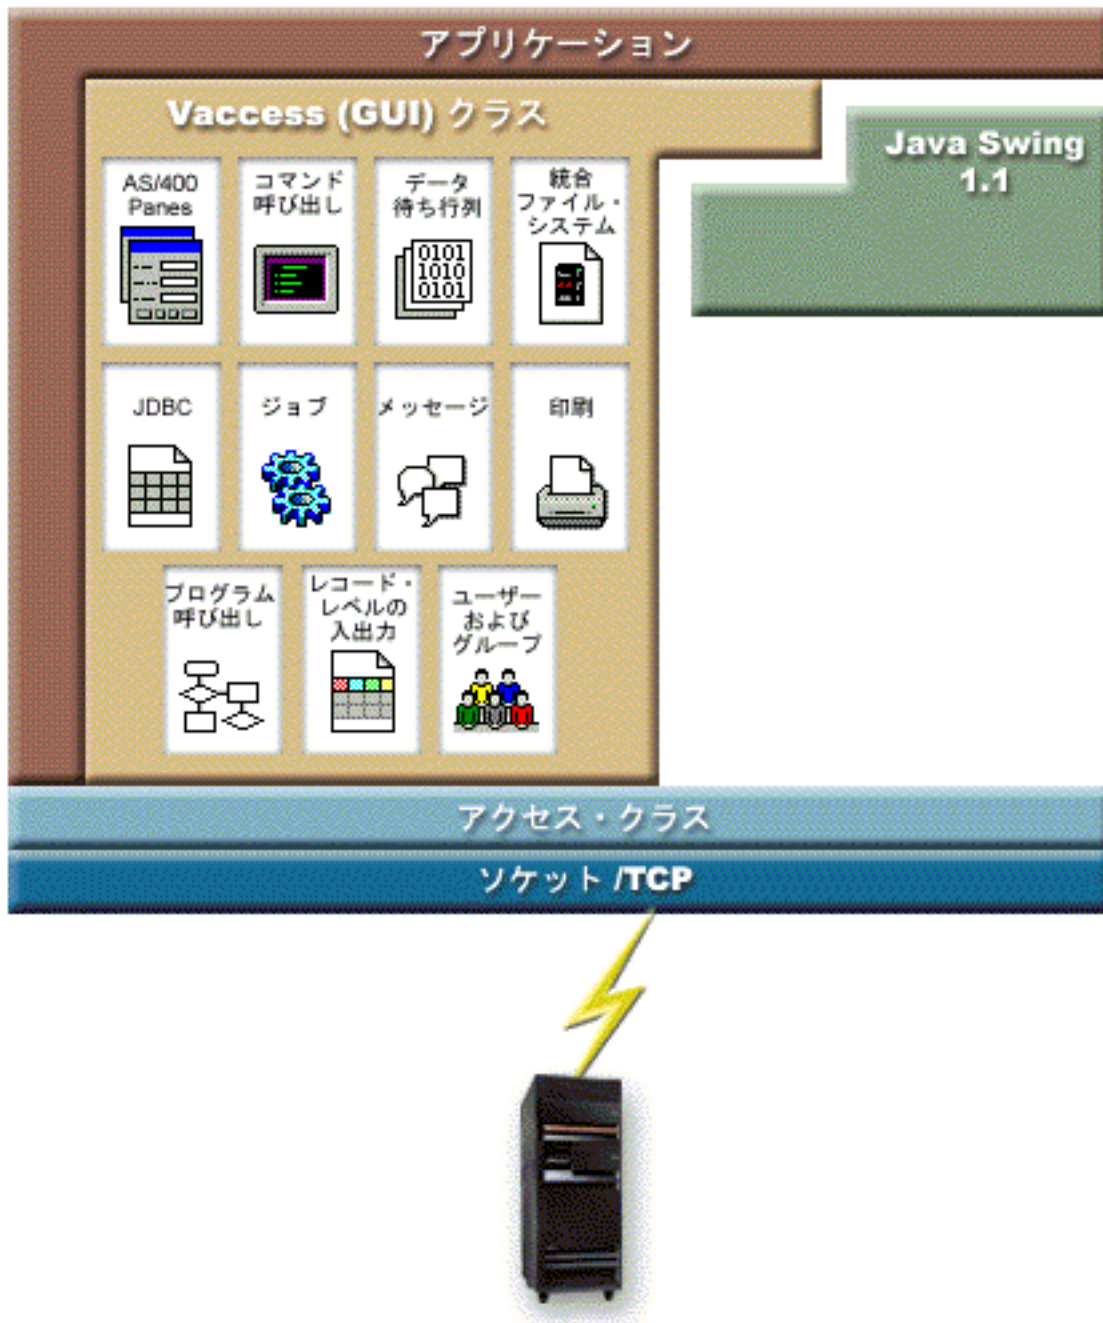 アプリケーション
Vaccess (GUI) クラス
Java Swing
1.1
AS/400
Panes
コマンド
呼び出し
データ
待ち行列
統合
ファイル・
システム
0101
1010
0101
JDBC
ジョブ
メッセージ
印刷
プログラム
呼び出し
レコード・
レベルの
入出力
ユーザー
および
グループ
アクセス・クラス
ソケット /TCP